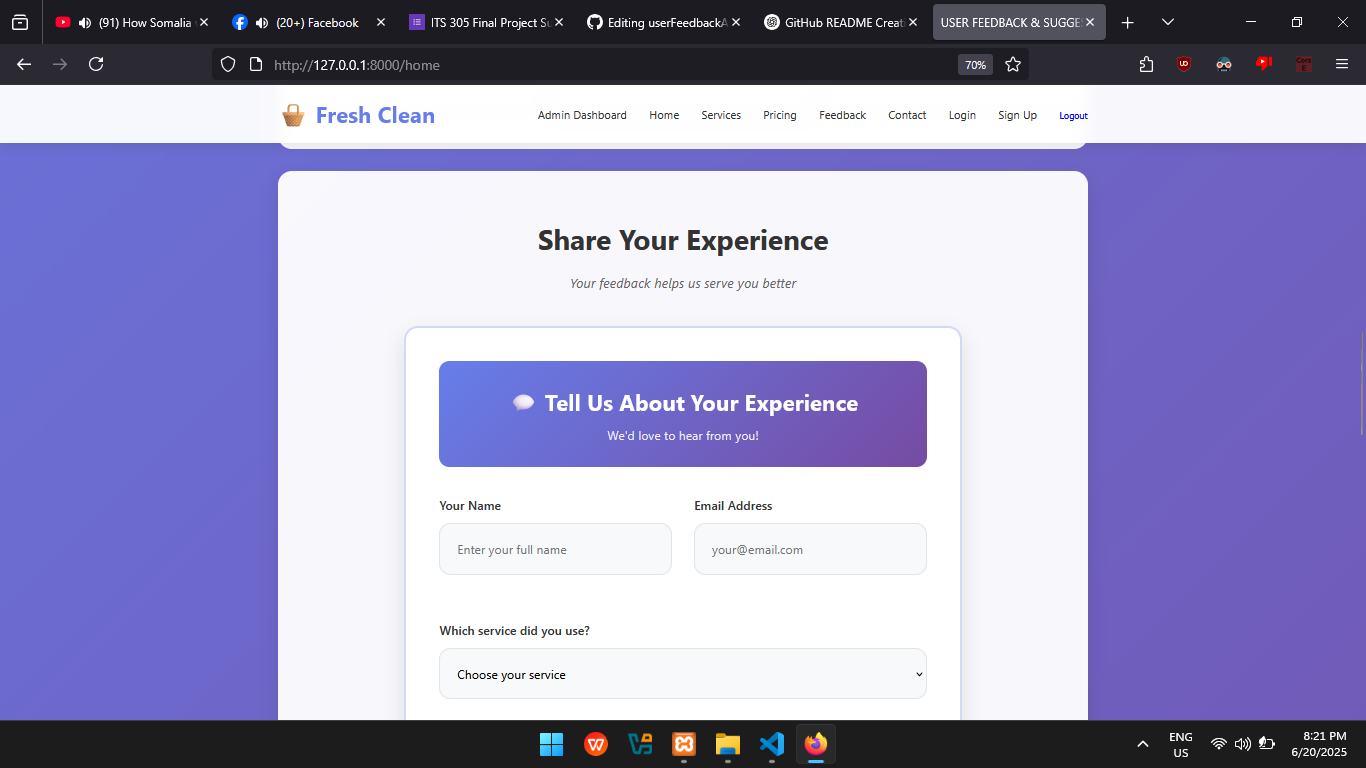 (91) How Somalia
(20+) Facebook
ITS 305 Final Project Su
Editing userFeedbackA
GitHub README Creati
USER FEEDBACK & SUGGES
http://127.0.0.1:8000/home
70%
UD
Fresh Clean
Admin Dashboard
Home
Services
Pricing
Feedback
Contact
Login
Sign Up
Logout
Share Your Experience
Your feedback helps us serve you better
Tell Us About Your Experience
We'd love to hear from you!
Your Name
Email Address
Enter your full name
your@email.com
Which service did you use?
Choose your service
ENG
US
8:21 PM
6/20/2025